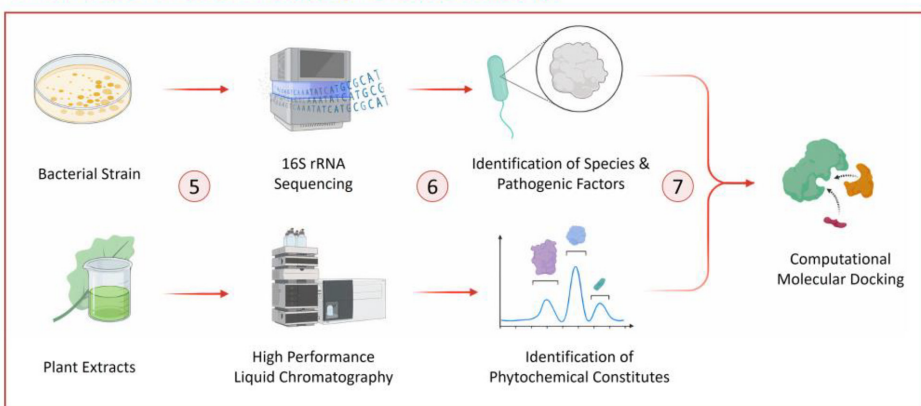 Bacterial Strain
5
16S rRNA
Sequencing
6
Identification of Species &
Pathogenic Factors
7
Computational
Molecular Docking
Plant Extracts
High Performance
Liquid Chromatography
Identification of
Phytochemical Constitutes